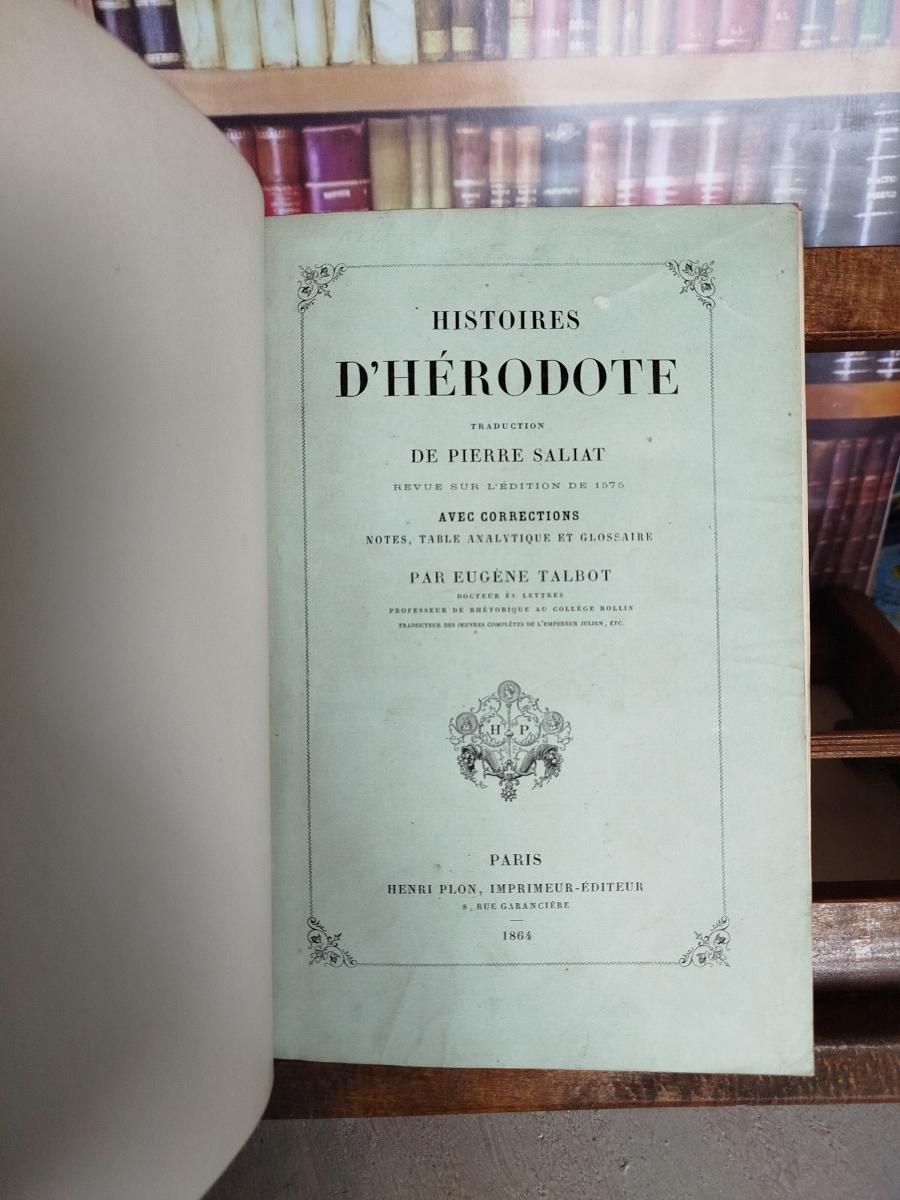 HISTOIRES
D'HÉRODOTE
TRADUCTION
DE PIERRE SALIAT
REVUE SUR L'ÉDITION DE 1575
AVEC CORRECTIONS
NOTES, TABLE ANALYTIQUE ET GLOSSAIRE
PAR EUGÈNE TALBOT
DOCTEUR ÈS LETTRES
PROFESSEUR DE RHÉTORIQUE AU COLLÉGE ROLLIN
TRADUCTEUR DES ŒUVRES COMPLÈTES DE L'EMPEREUR JULIEN, ETC.
H P
PARIS
HENRI PLON, IMPRIMEUR-ÉDITEUR
8, RUE GARANCIÈRE
1864